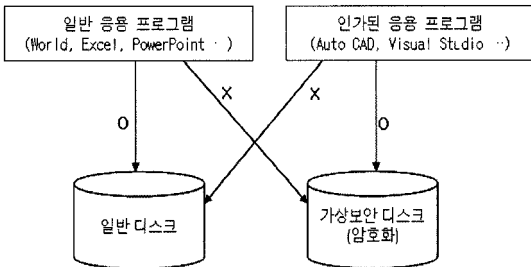 일반 응용 프로그램
(World, Excel, PowerPoint ··)
인가된 응용 프로그램
(Auto CAD, Visual Studio ··)
X
X
O
O
일반 디스크
가상보안 디스크
(암호화)